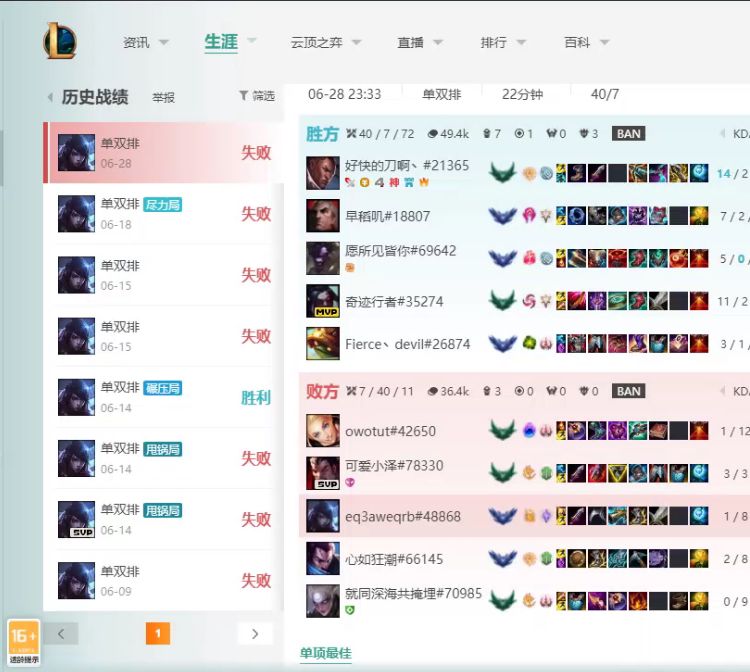 资讯 生涯 云顶之弈 直播 排行 百科
历史战绩 举报 筛选
单双排
06-28
失败
单双排 尽力局
06-18
失败
单双排
06-15
失败
单双排
06-15
失败
单双排 碾压局
06-14
胜利
单双排 甩锅局
06-14
失败
单双排 甩锅局
SVP
06-14
失败
单双排
06-09
失败
1
16+
适龄提示
06-28 23:33 单双排 22分钟 40/7
胜方 40 / 7 / 72 49.4k 7 1 0 3 BAN KD
好快的刀啊丶#21365 14 / 2
4 神
早稻叽#18807 7 / 2
愿所见皆你#69642 5 / 0
MVP 奇迹行者#35274 11 / 2
Fierce丶devil#26874 3 / 1
败方 7 / 40 / 11 36.4k 3 0 0 0 BAN KD
owotut#42650 1 / 12
可爱小泽#78330 3 / 3
SVP
eq3aweqrb#48868 1 / 8
心如狂潮#66145 2 / 8
就同深海共掩埋#70985 0 / 9
单项最佳